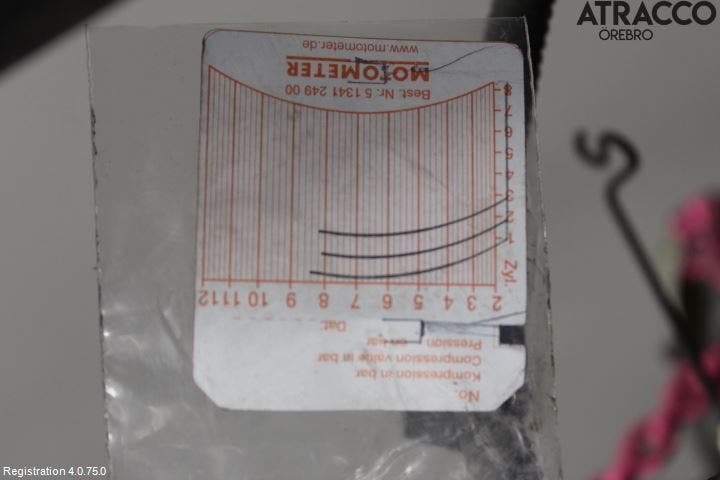 ATRACCO
ÖREBRO
No.
Kompression in bar
Compression value in bar
Pression en bar
Dat.
2 3 4 5 6 7 8 9 10 11 12
Zyl.
1
2
3
4
5
6
7
8
Best. Nr. 5 1341 249 00
MOTOMETER
www.motometer.de
Registration 4.0.75.0